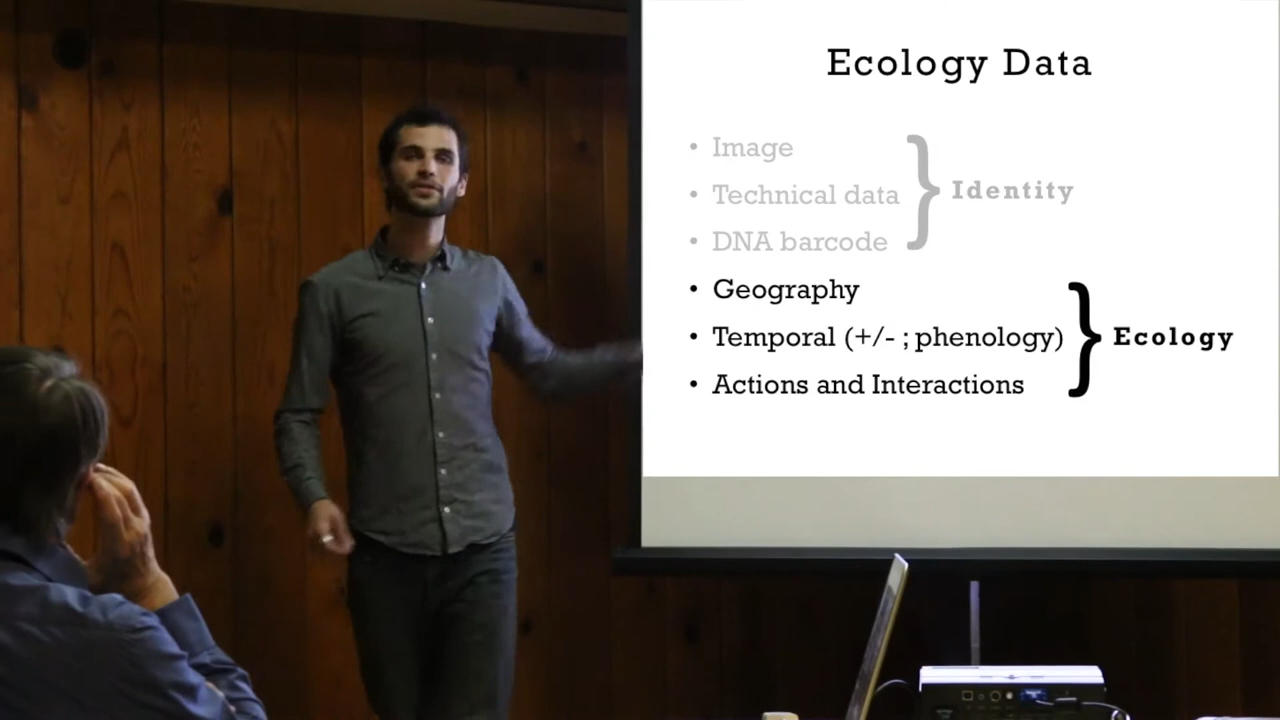 Ecology Data
• Image
• Technical data
• DNA barcode
} Identity
• Geography
• Temporal (+/- ; phenology)
• Actions and Interactions
} Ecology